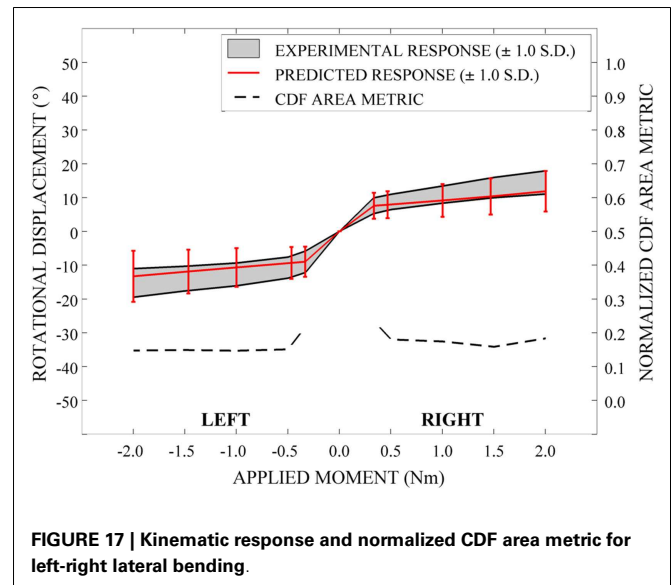 EXPERIMENTAL RESPONSE (± 1.0 S.D.)
PREDICTED RESPONSE (± 1.0 S.D.)
CDF AREA METRIC
ROTATIONAL DISPLACEMENT (°)
50
40
30
20
10
0
-10
-20
-30
-40
-50
NORMALIZED CDF AREA METRIC
1.0
0.9
0.8
0.7
0.6
0.5
0.4
0.3
0.2
0.1
0.0
LEFT RIGHT
-2.0 -1.5 -1.0 -0.5 0.0 0.5 1.0 1.5 2.0
APPLIED MOMENT (Nm)
FIGURE 17 | Kinematic response and normalized CDF area metric for
left-right lateral bending.